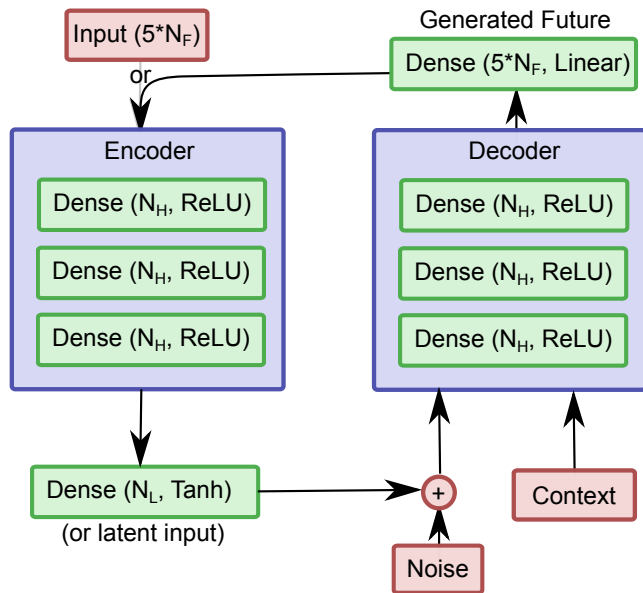 Input (5*N_F)
or
Encoder
Dense (N_H, ReLU)
Dense (N_H, ReLU)
Dense (N_H, ReLU)
Dense (N_L, Tanh)
(or latent input)
Generated Future
Dense (5*N_F, Linear)
Decoder
Dense (N_H, ReLU)
Dense (N_H, ReLU)
Dense (N_H, ReLU)
+
Noise
Context